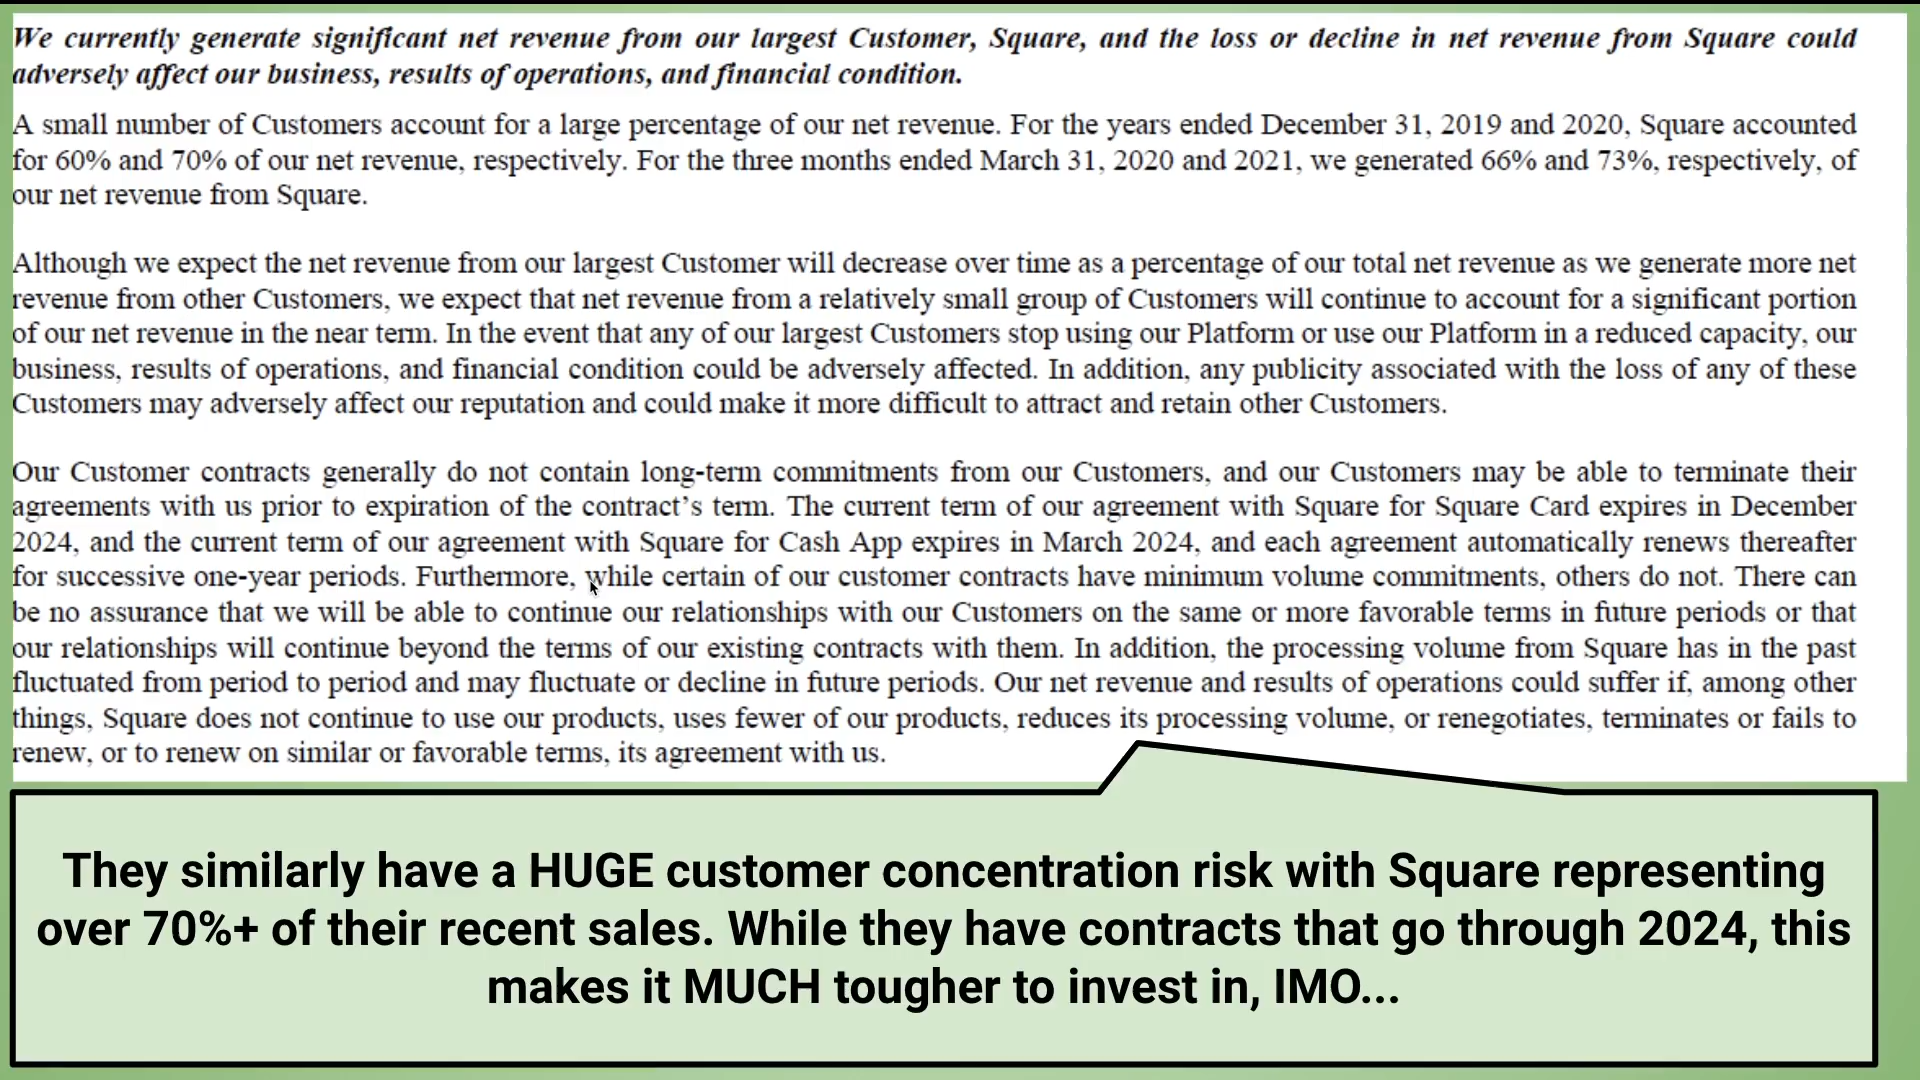 We currently generate significant net revenue from our largest Customer, Square, and the loss or decline in net revenue from Square could
adversely affect our business, results of operations, and financial condition.
A small number of Customers account for a large percentage of our net revenue. For the years ended December 31, 2019 and 2020, Square accounted
for 60% and 70% of our net revenue, respectively. For the three months ended March 31, 2020 and 2021, we generated 66% and 73%, respectively, of
our net revenue from Square.
Although we expect the net revenue from our largest Customer will decrease over time as a percentage of our total net revenue as we generate more net
revenue from other Customers, we expect that net revenue from a relatively small group of Customers will continue to account for a significant portion
of our net revenue in the near term. In the event that any of our largest Customers stop using our Platform or use our Platform in a reduced capacity, our
business, results of operations, and financial condition could be adversely affected. In addition, any publicity associated with the loss of any of these
Customers may adversely affect our reputation and could make it more difficult to attract and retain other Customers.
Our Customer contracts generally do not contain long-term commitments from our Customers, and our Customers may be able to terminate their
agreements with us prior to expiration of the contract’s term. The current term of our agreement with Square for Square Card expires in December
2024, and the current term of our agreement with Square for Cash App expires in March 2024, and each agreement automatically renews thereafter
for successive one-year periods. Furthermore, while certain of our customer contracts have minimum volume commitments, others do not. There can
be no assurance that we will be able to continue our relationships with our Customers on the same or more favorable terms in future periods or that
our relationships will continue beyond the terms of our existing contracts with them. In addition, the processing volume from Square has in the past
fluctuated from period to period and may fluctuate or decline in future periods. Our net revenue and results of operations could suffer if, among other
things, Square does not continue to use our products, uses fewer of our products, reduces its processing volume, or renegotiates, terminates or fails to
renew, or to renew on similar or favorable terms, its agreement with us.
They similarly have a HUGE customer concentration risk with Square representing
over 70%+ of their recent sales. While they have contracts that go through 2024, this
makes it MUCH tougher to invest in, IMO...